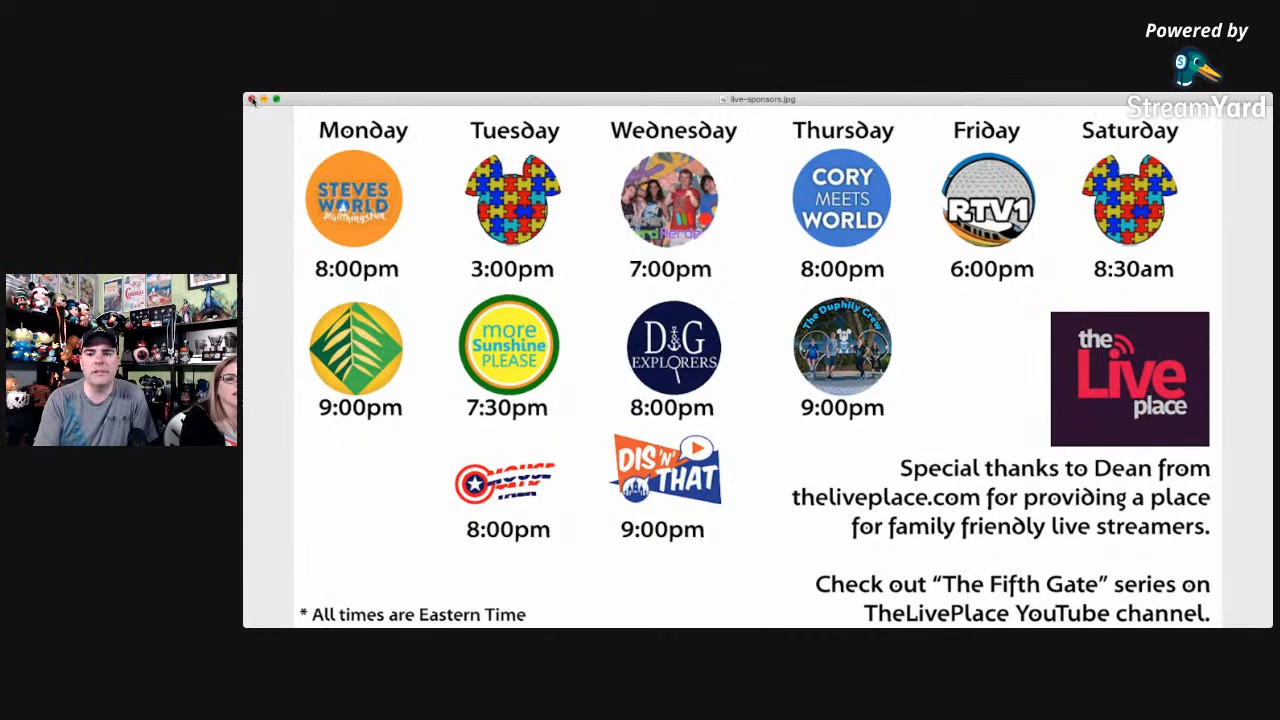 Powered by
StreamYard
live-sponsors.jpg
Monday Tuesday Wednesday Thursday Friday Saturday
STEVES
WORLD
CORY
MEETS
WORLD
RTV1
8:00pm 3:00pm 7:00pm 8:00pm 6:00pm 8:30am
more
Sunshine
PLEASE
D&G
EXPLORERS
The Duphily Crew
the
Live
place
9:00pm 7:30pm 8:00pm 9:00pm
MOUSE
DIS 'N'
THAT
8:00pm 9:00pm
Special thanks to Dean from
theliveplace.com for providing a place
for family friendly live streamers.
Check out “The Fifth Gate” series on
TheLivePlace YouTube channel.
* All times are Eastern Time